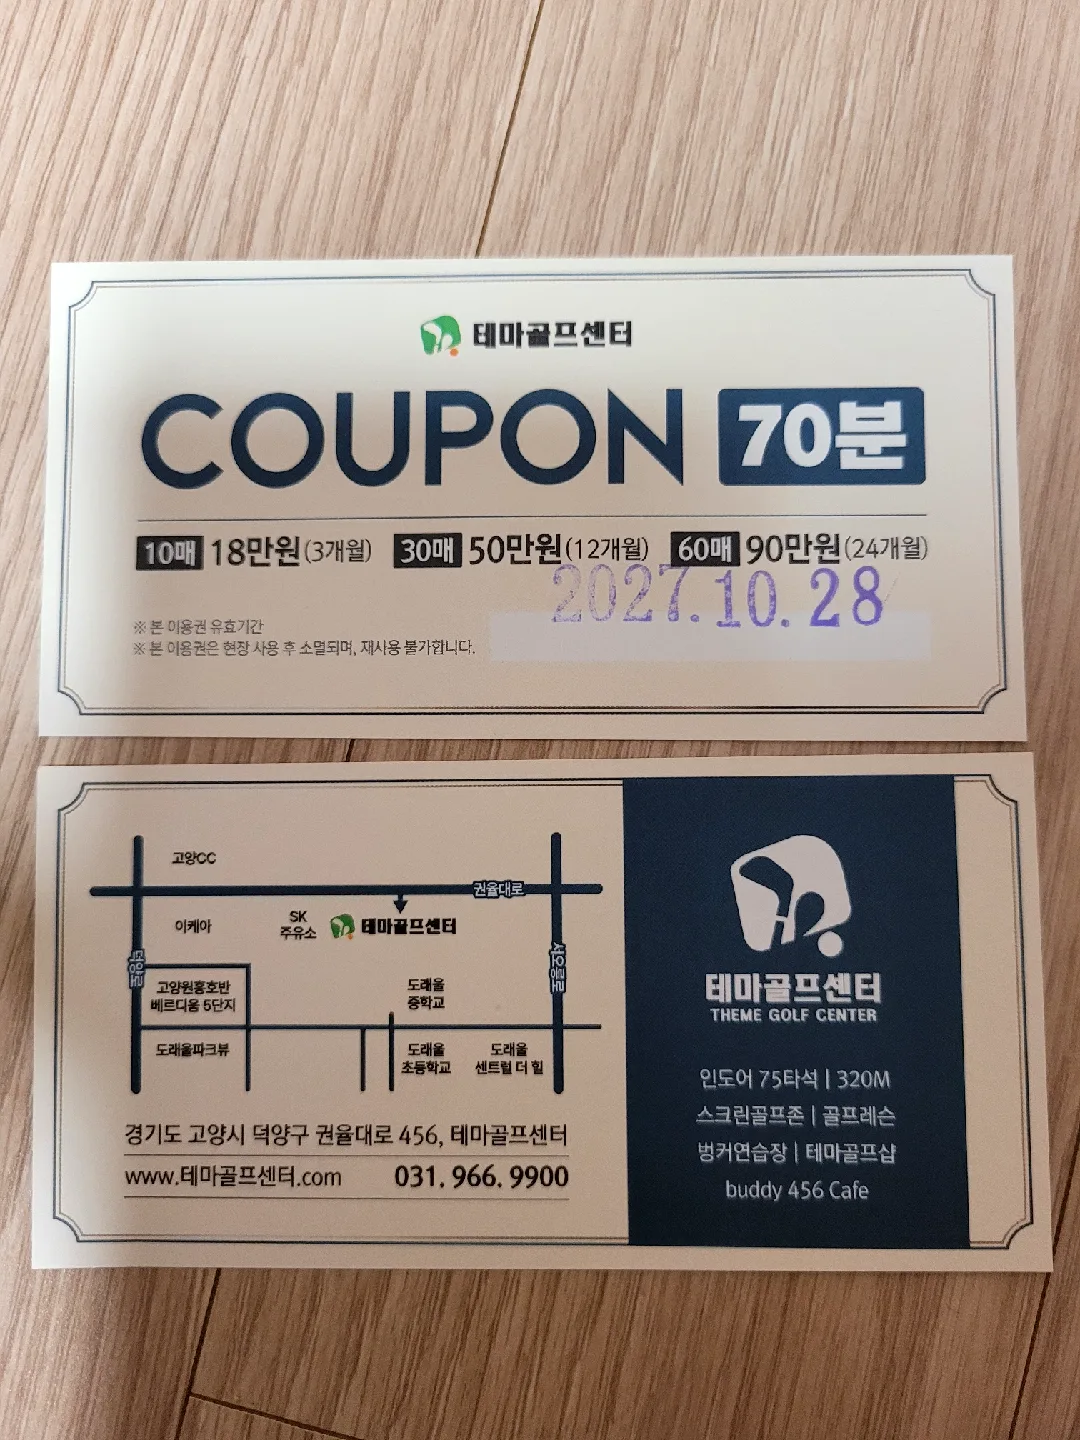 테마골프센터
COUPON 70분
10매 18만원(3개월) 30매 50만원(12개월) 60매 90만원(24개월)
2027.10.28
※ 본 이용권 유효기간
※ 본 이용권은 현장 사용 후 소멸되며, 재사용 불가합니다.
고양CC
권율대로
이케아
SK
주유소
테마골프센터
덕양로
서오릉로
고양원흥호반
베르디움 5단지
도래울
중학교
도래울파크뷰
도래울
초등학교
도래울
센트럴 더 힐
경기도 고양시 덕양구 권율대로 456, 테마골프센터
www.테마골프센터.com 031. 966. 9900
테마골프센터
THEME GOLF CENTER
인도어 75타석 | 320M
스크린골프존 | 골프레슨
벙커연습장 | 테마골프샵
buddy 456 Cafe